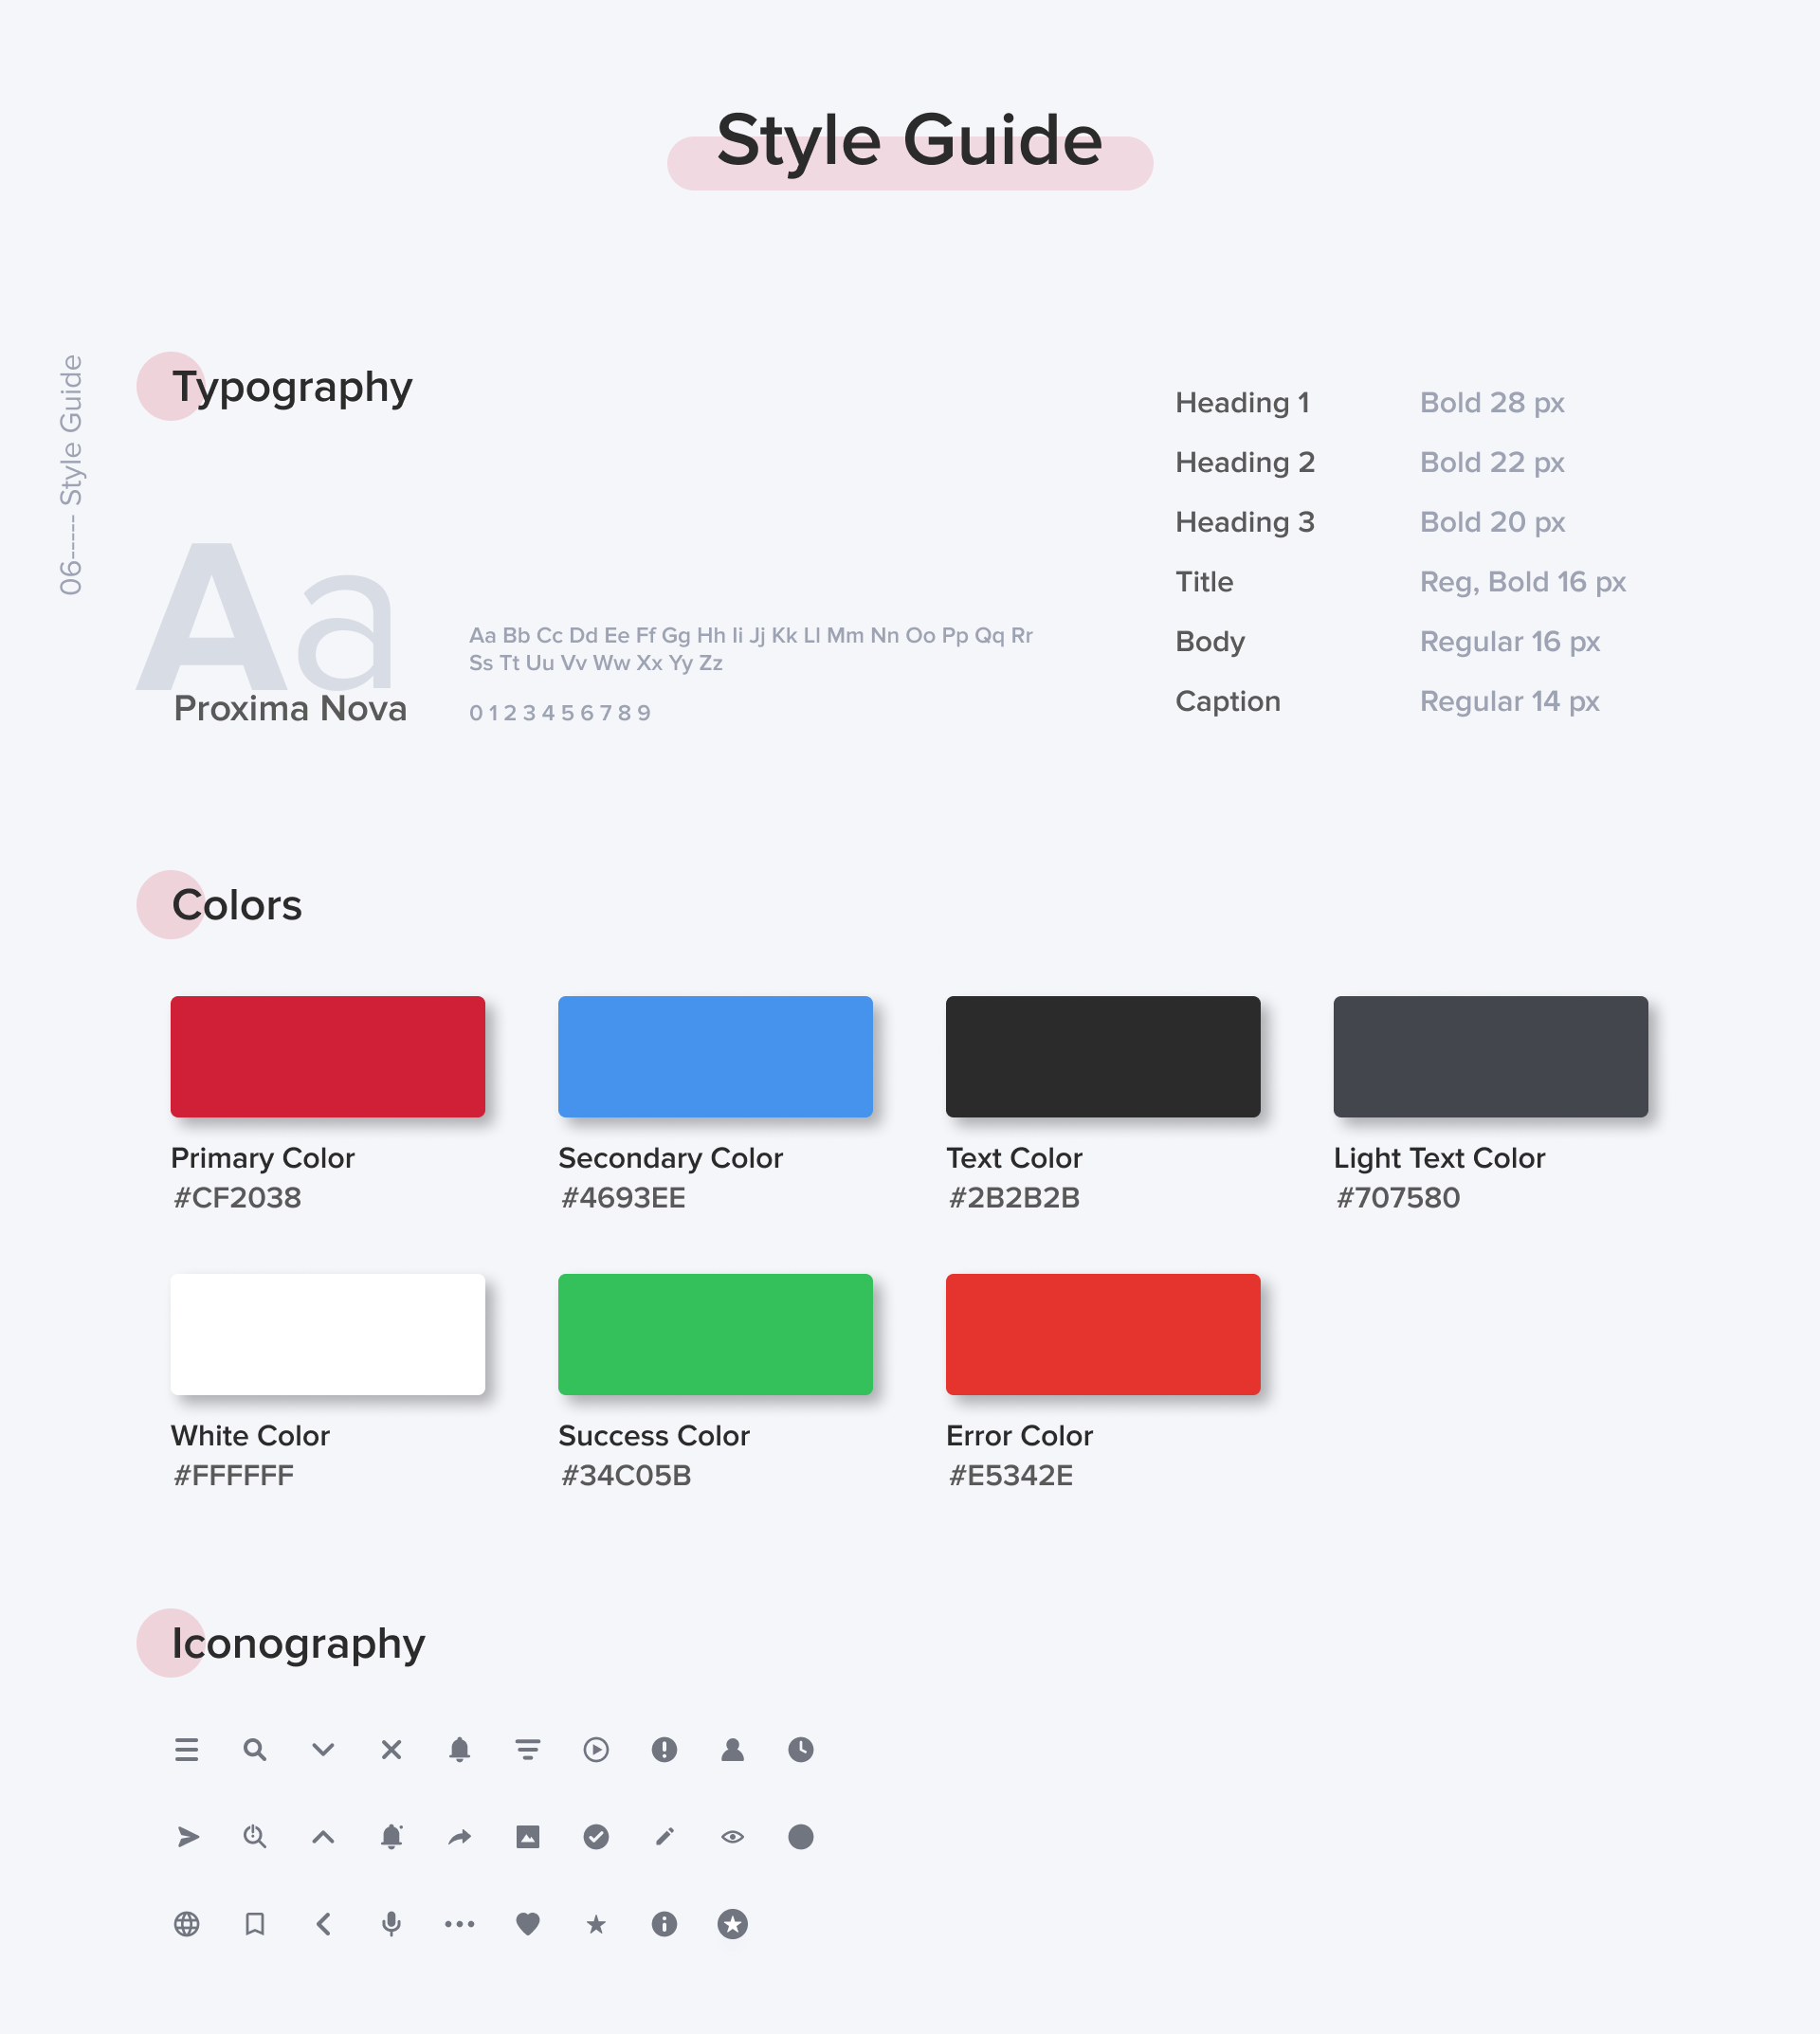 Style Guide
06----- Style Guide
Typography
Aa
Proxima Nova
Aa Bb Cc Dd Ee Ff Gg Hh Ii Jj Kk Ll Mm Nn Oo Pp Qq Rr
Ss Tt Uu Vv Ww Xx Yy Zz
0 1 2 3 4 5 6 7 8 9
Heading 1 Bold 28 px
Heading 2 Bold 22 px
Heading 3 Bold 20 px
Title Reg, Bold 16 px
Body Regular 16 px
Caption Regular 14 px
Colors
Primary Color
#CF2038
Secondary Color
#4693EE
Text Color
#2B2B2B
Light Text Color
#707580
White Color
#FFFFFF
Success Color
#34C05B
Error Color
#E5342E
Iconography